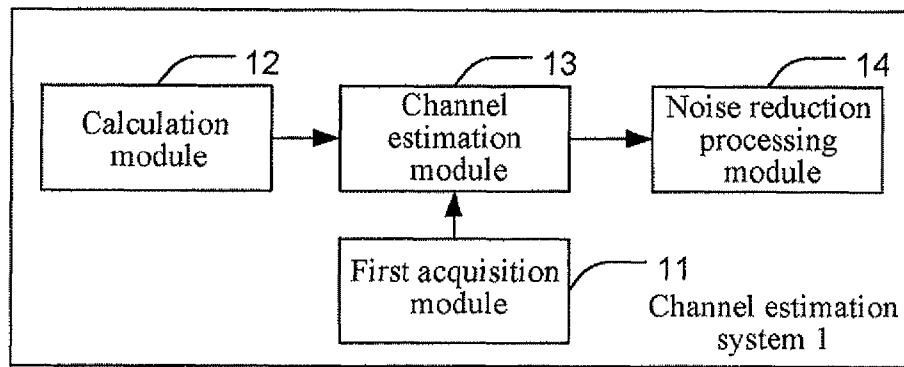 12
13
14
Calculation
module
Channel
estimation
module
Noise reduction
processing
module
First acquisition
module
11
Channel estimation
system 1